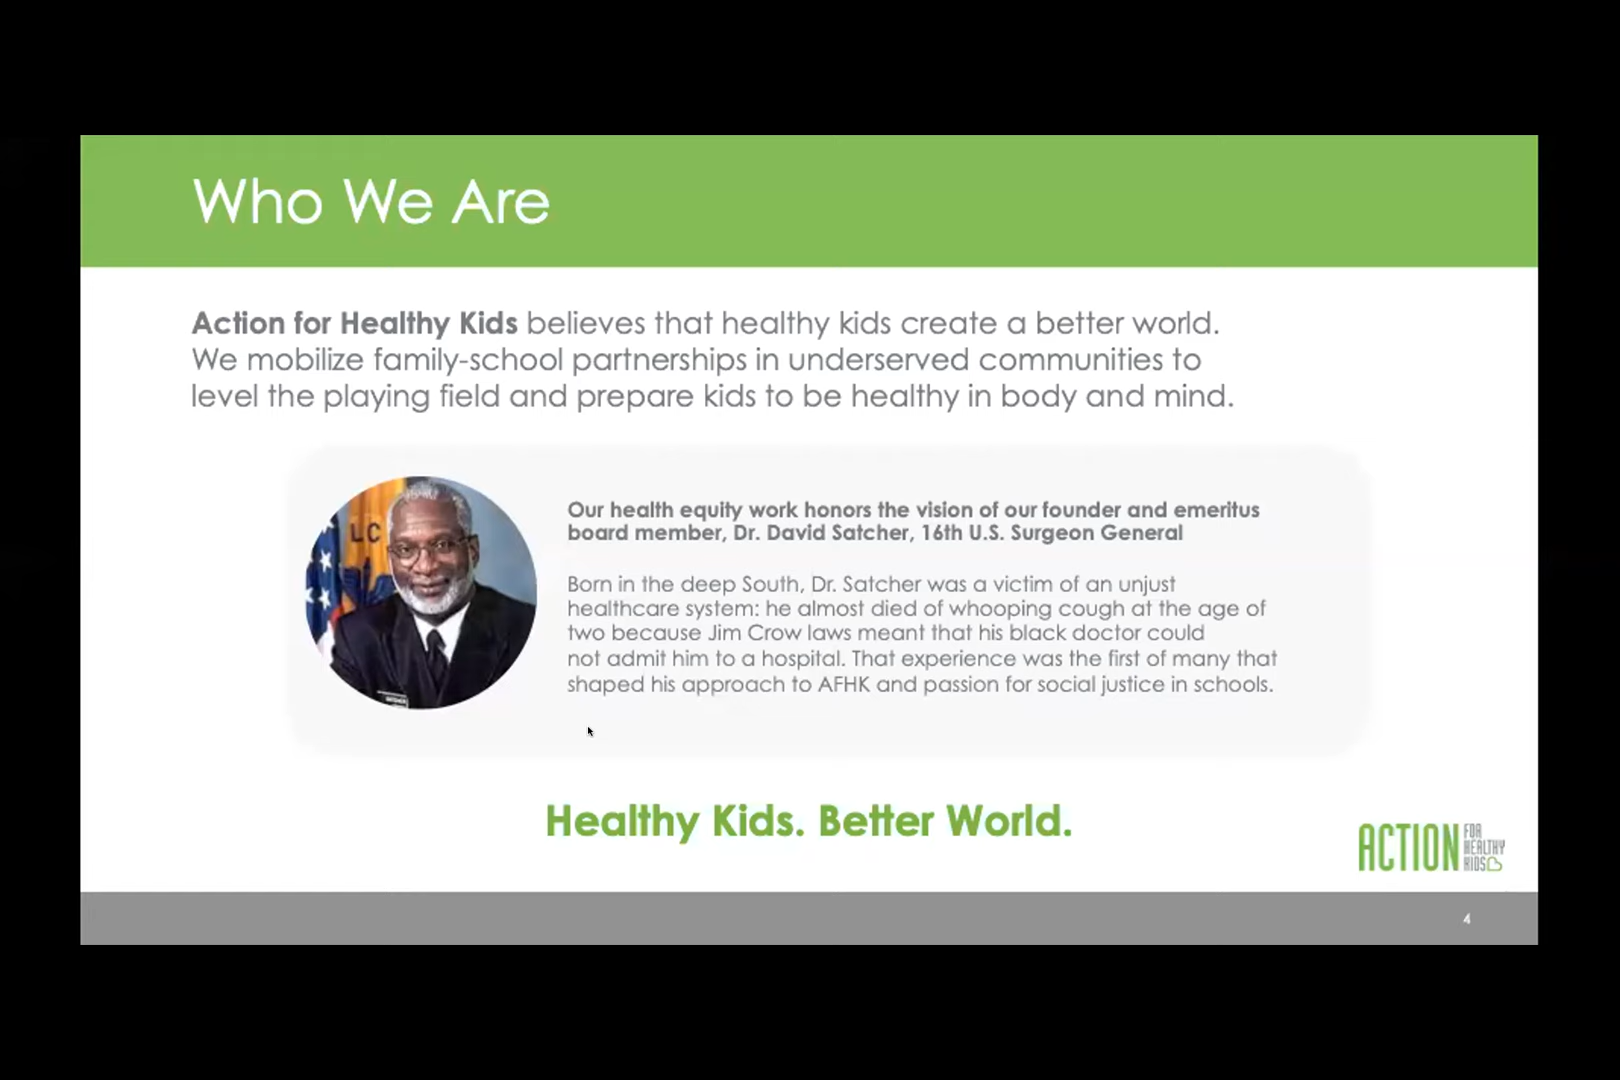 Who We Are
Action for Healthy Kids believes that healthy kids create a better world.
We mobilize family-school partnerships in underserved communities to
level the playing field and prepare kids to be healthy in body and mind.
LC
Our health equity work honors the vision of our founder and emeritus
board member, Dr. David Satcher, 16th U.S. Surgeon General
Born in the deep South, Dr. Satcher was a victim of an unjust
healthcare system: he almost died of whooping cough at the age of
two because Jim Crow laws meant that his black doctor could
not admit him to a hospital. That experience was the first of many that
shaped his approach to AFHK and passion for social justice in schools.
Healthy Kids. Better World.
ACTION FOR HEALTHY KIDS
4